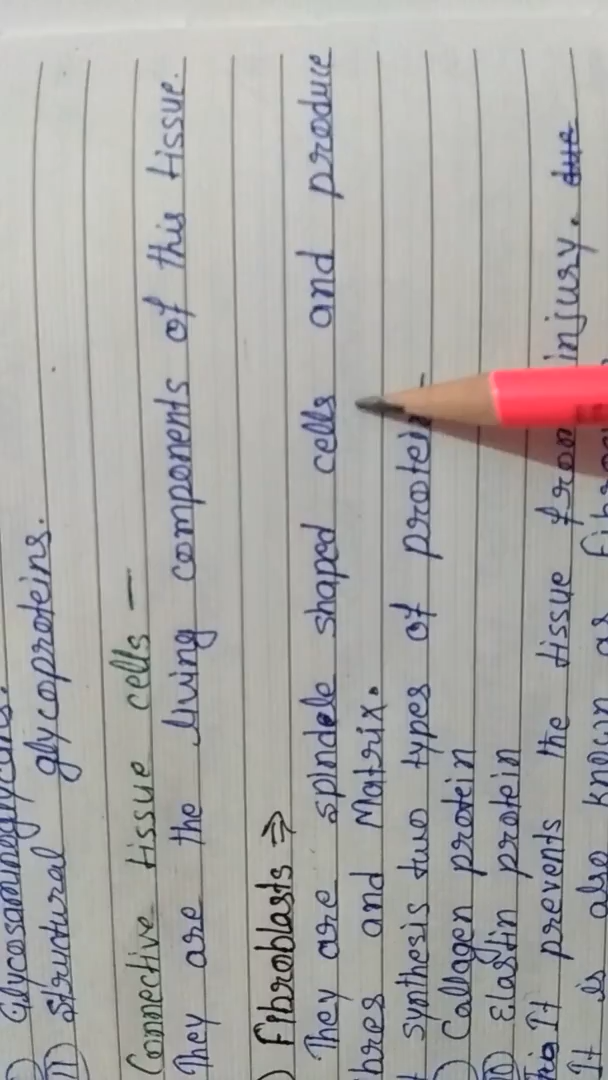 Glycosaminoglycans.
II) Structural glycoproteins.
Connective tissue cells —
They are the living components of this tissue.
) Fibroblasts ⇒
They are spindle shaped cells and produce
bres and Matrix.
t synthesis two types of protein -
) Collagen protein
II) Elastin protein
It prevents the tissue from injury. due
It is also known as